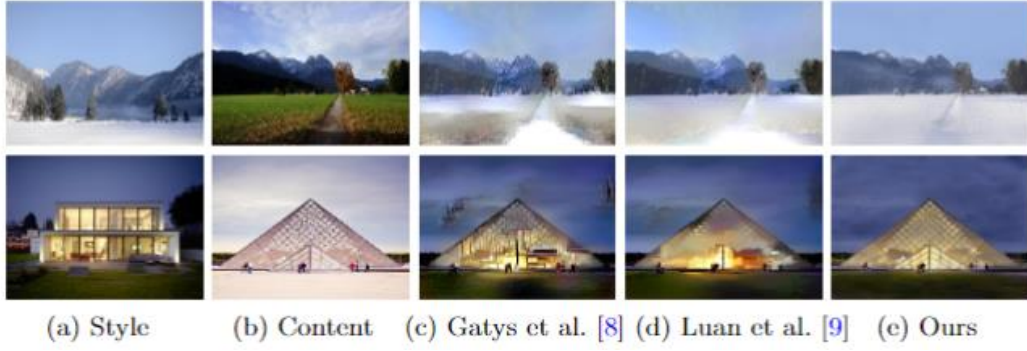 (a) Style (b) Content (c) Gatys et al. [8] (d) Luan et al. [9] (e) Ours